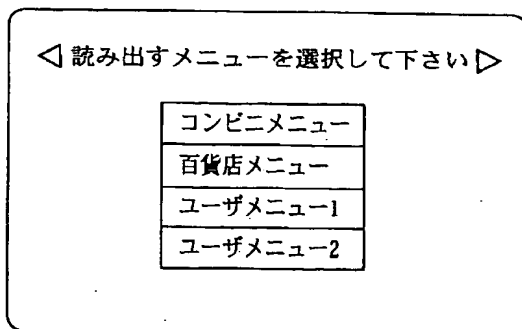 ◁読み出すメニューを選択して下さい▷
コンビニメニュー
百貨店メニュー
ユーザメニュー1
ユーザメニュー2